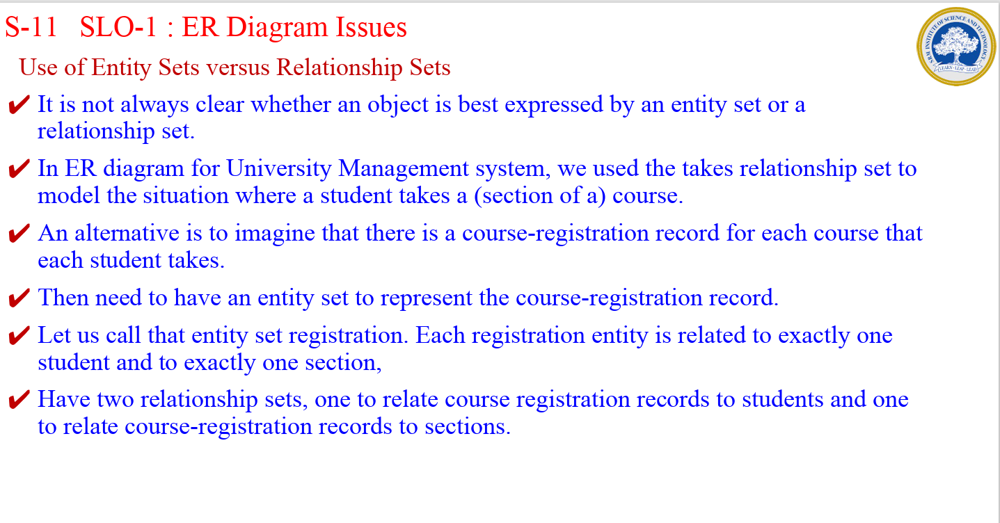 S-11 SLO-1 : ER Diagram Issues
SRM INSTITUTE OF SCIENCE AND TECHNOLOGY
LEARN · LEAP · LEAD
Use of Entity Sets versus Relationship Sets
✔ It is not always clear whether an object is best expressed by an entity set or a
relationship set.
✔ In ER diagram for University Management system, we used the takes relationship set to
model the situation where a student takes a (section of a) course.
✔ An alternative is to imagine that there is a course-registration record for each course that
each student takes.
✔ Then need to have an entity set to represent the course-registration record.
✔ Let us call that entity set registration. Each registration entity is related to exactly one
student and to exactly one section,
✔ Have two relationship sets, one to relate course registration records to students and one
to relate course-registration records to sections.